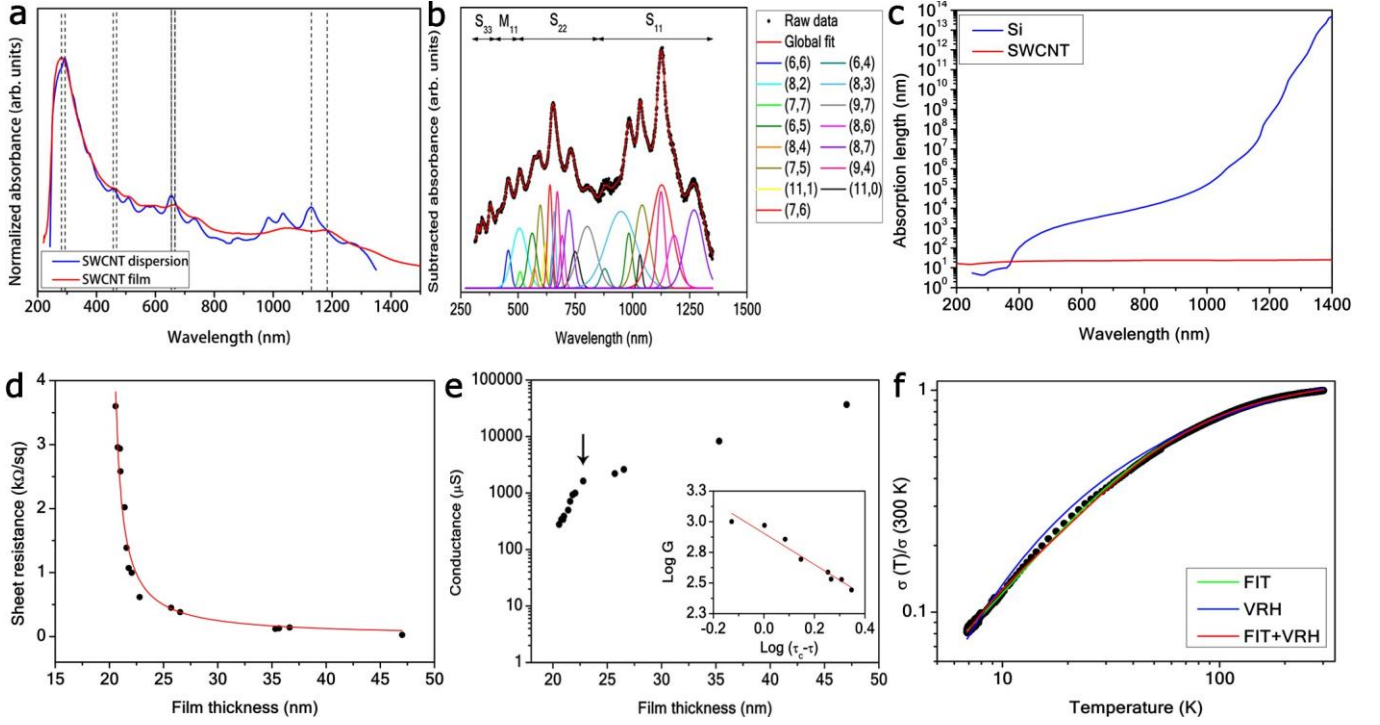 a
Normalized absorbance (arb. units)
SWCNT dispersion
SWCNT film
200 400 600 800 1000 1200 1400
Wavelength (nm)
b
Subtracted absorbance (arb. units)
S33 M11 S22 S11
250 500 750 1000 1250 1500
Wavelength (nm)
Raw data
Global fit
(6,6) (6,4)
(8,2) (8,3)
(7,7) (9,7)
(6,5) (8,6)
(8,4) (8,7)
(7,5) (9,4)
(11,1) (11,0)
(7,6)
c
Absorption length (nm)
10^14
10^13
10^12
10^11
10^10
10^9
10^8
10^7
10^6
10^5
10^4
10^3
10^2
10^1
10^0
Si
SWCNT
200 400 600 800 1000 1200 1400
Wavelength (nm)
d
Sheet resistance (kΩ/sq)
4
3
2
1
0
15 20 25 30 35 40 45 50
Film thickness (nm)
e
Conductance (µS)
100000
10000
1000
100
10
1
20 25 30 35 40 45 50
Film thickness (nm)
Log G
3.3
3.1
2.8
2.5
2.3
-0.2 0.0 0.2 0.4
Log (τc-τ)
f
σ (T)/σ (300 K)
1
0.1
FIT
VRH
FIT+VRH
10 100
Temperature (K)